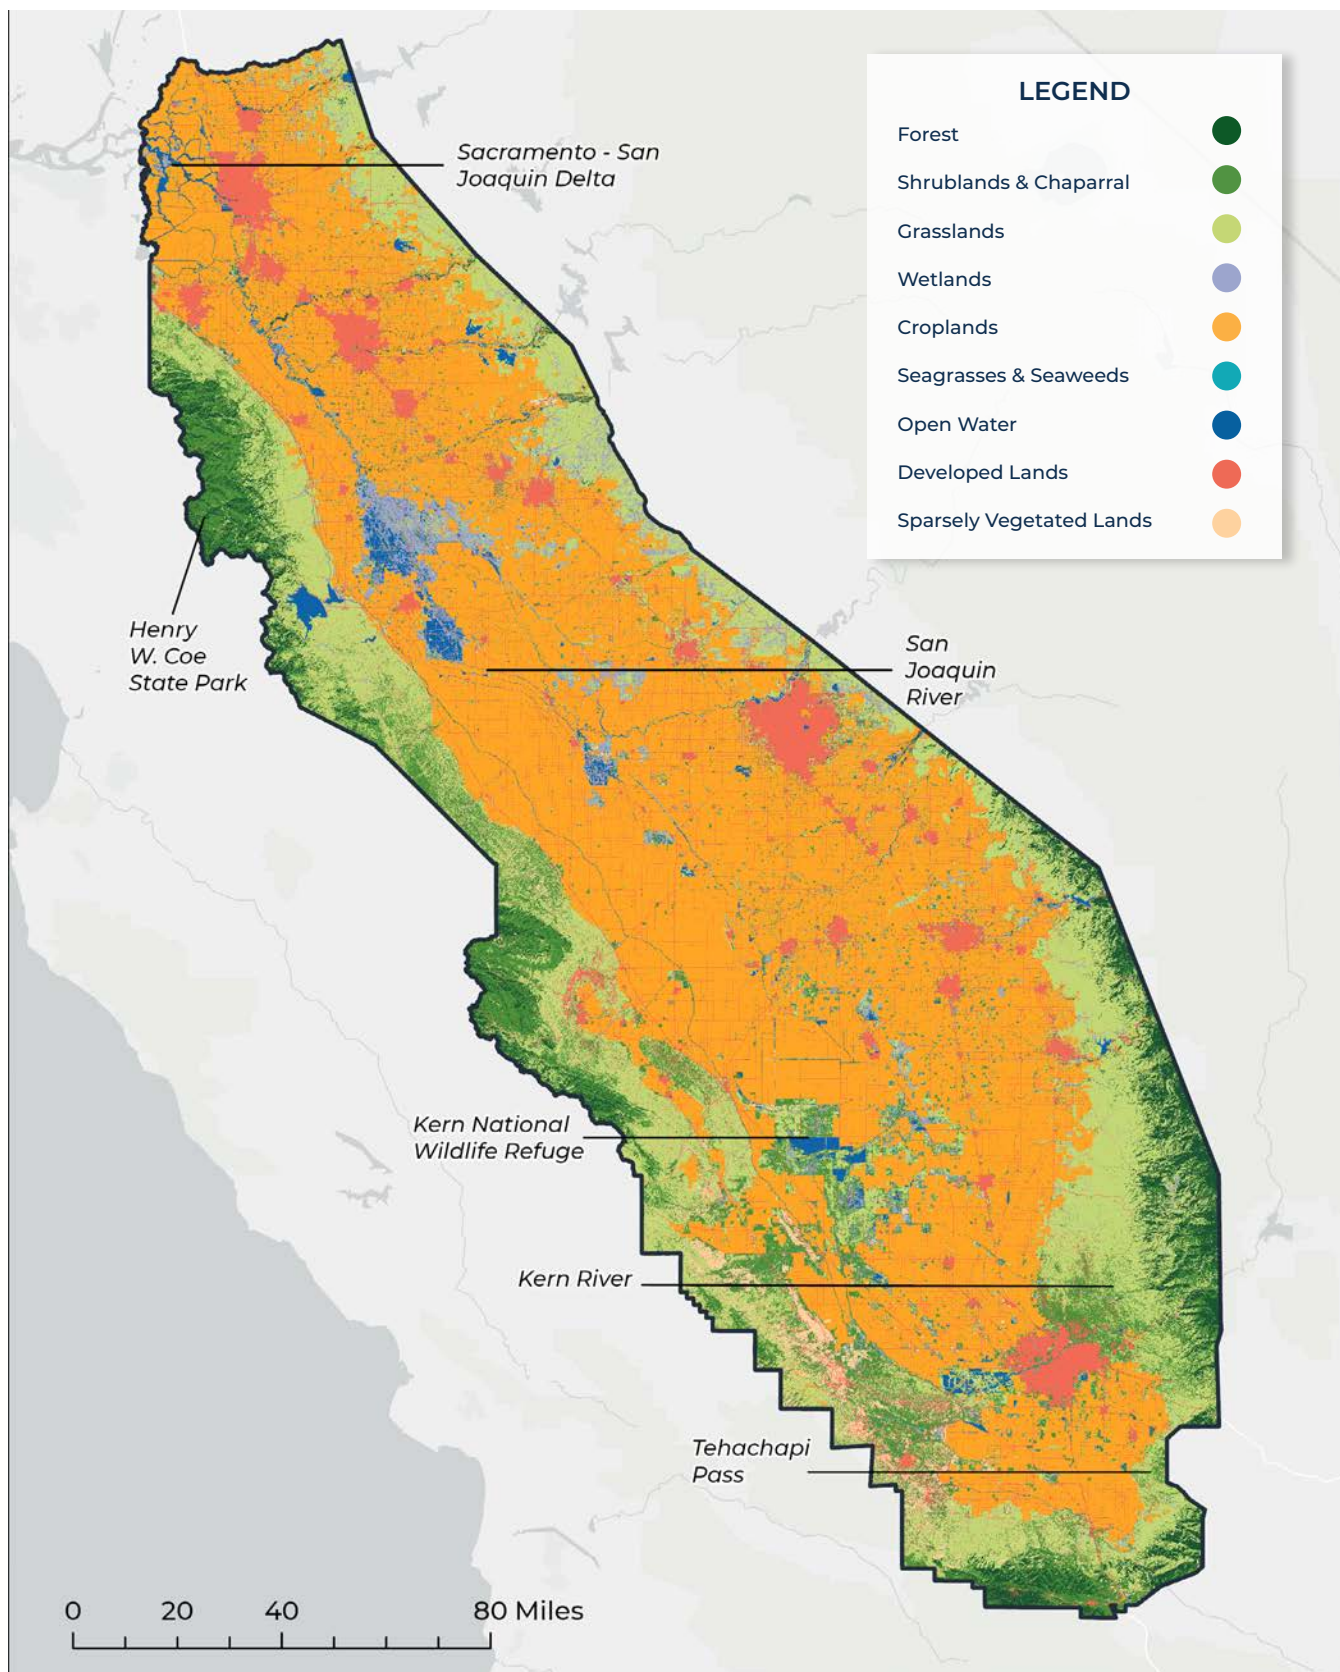 LEGEND
Forest
Shrublands & Chaparral
Grasslands
Wetlands
Croplands
Seagrasses & Seaweeds
Open Water
Developed Lands
Sparsely Vegetated Lands
Sacramento - San
Joaquin Delta
Henry
W. Coe
State Park
San
Joaquin
River
Kern National
Wildlife Refuge
Kern River
Tehachapi
Pass
0 20 40 80 Miles